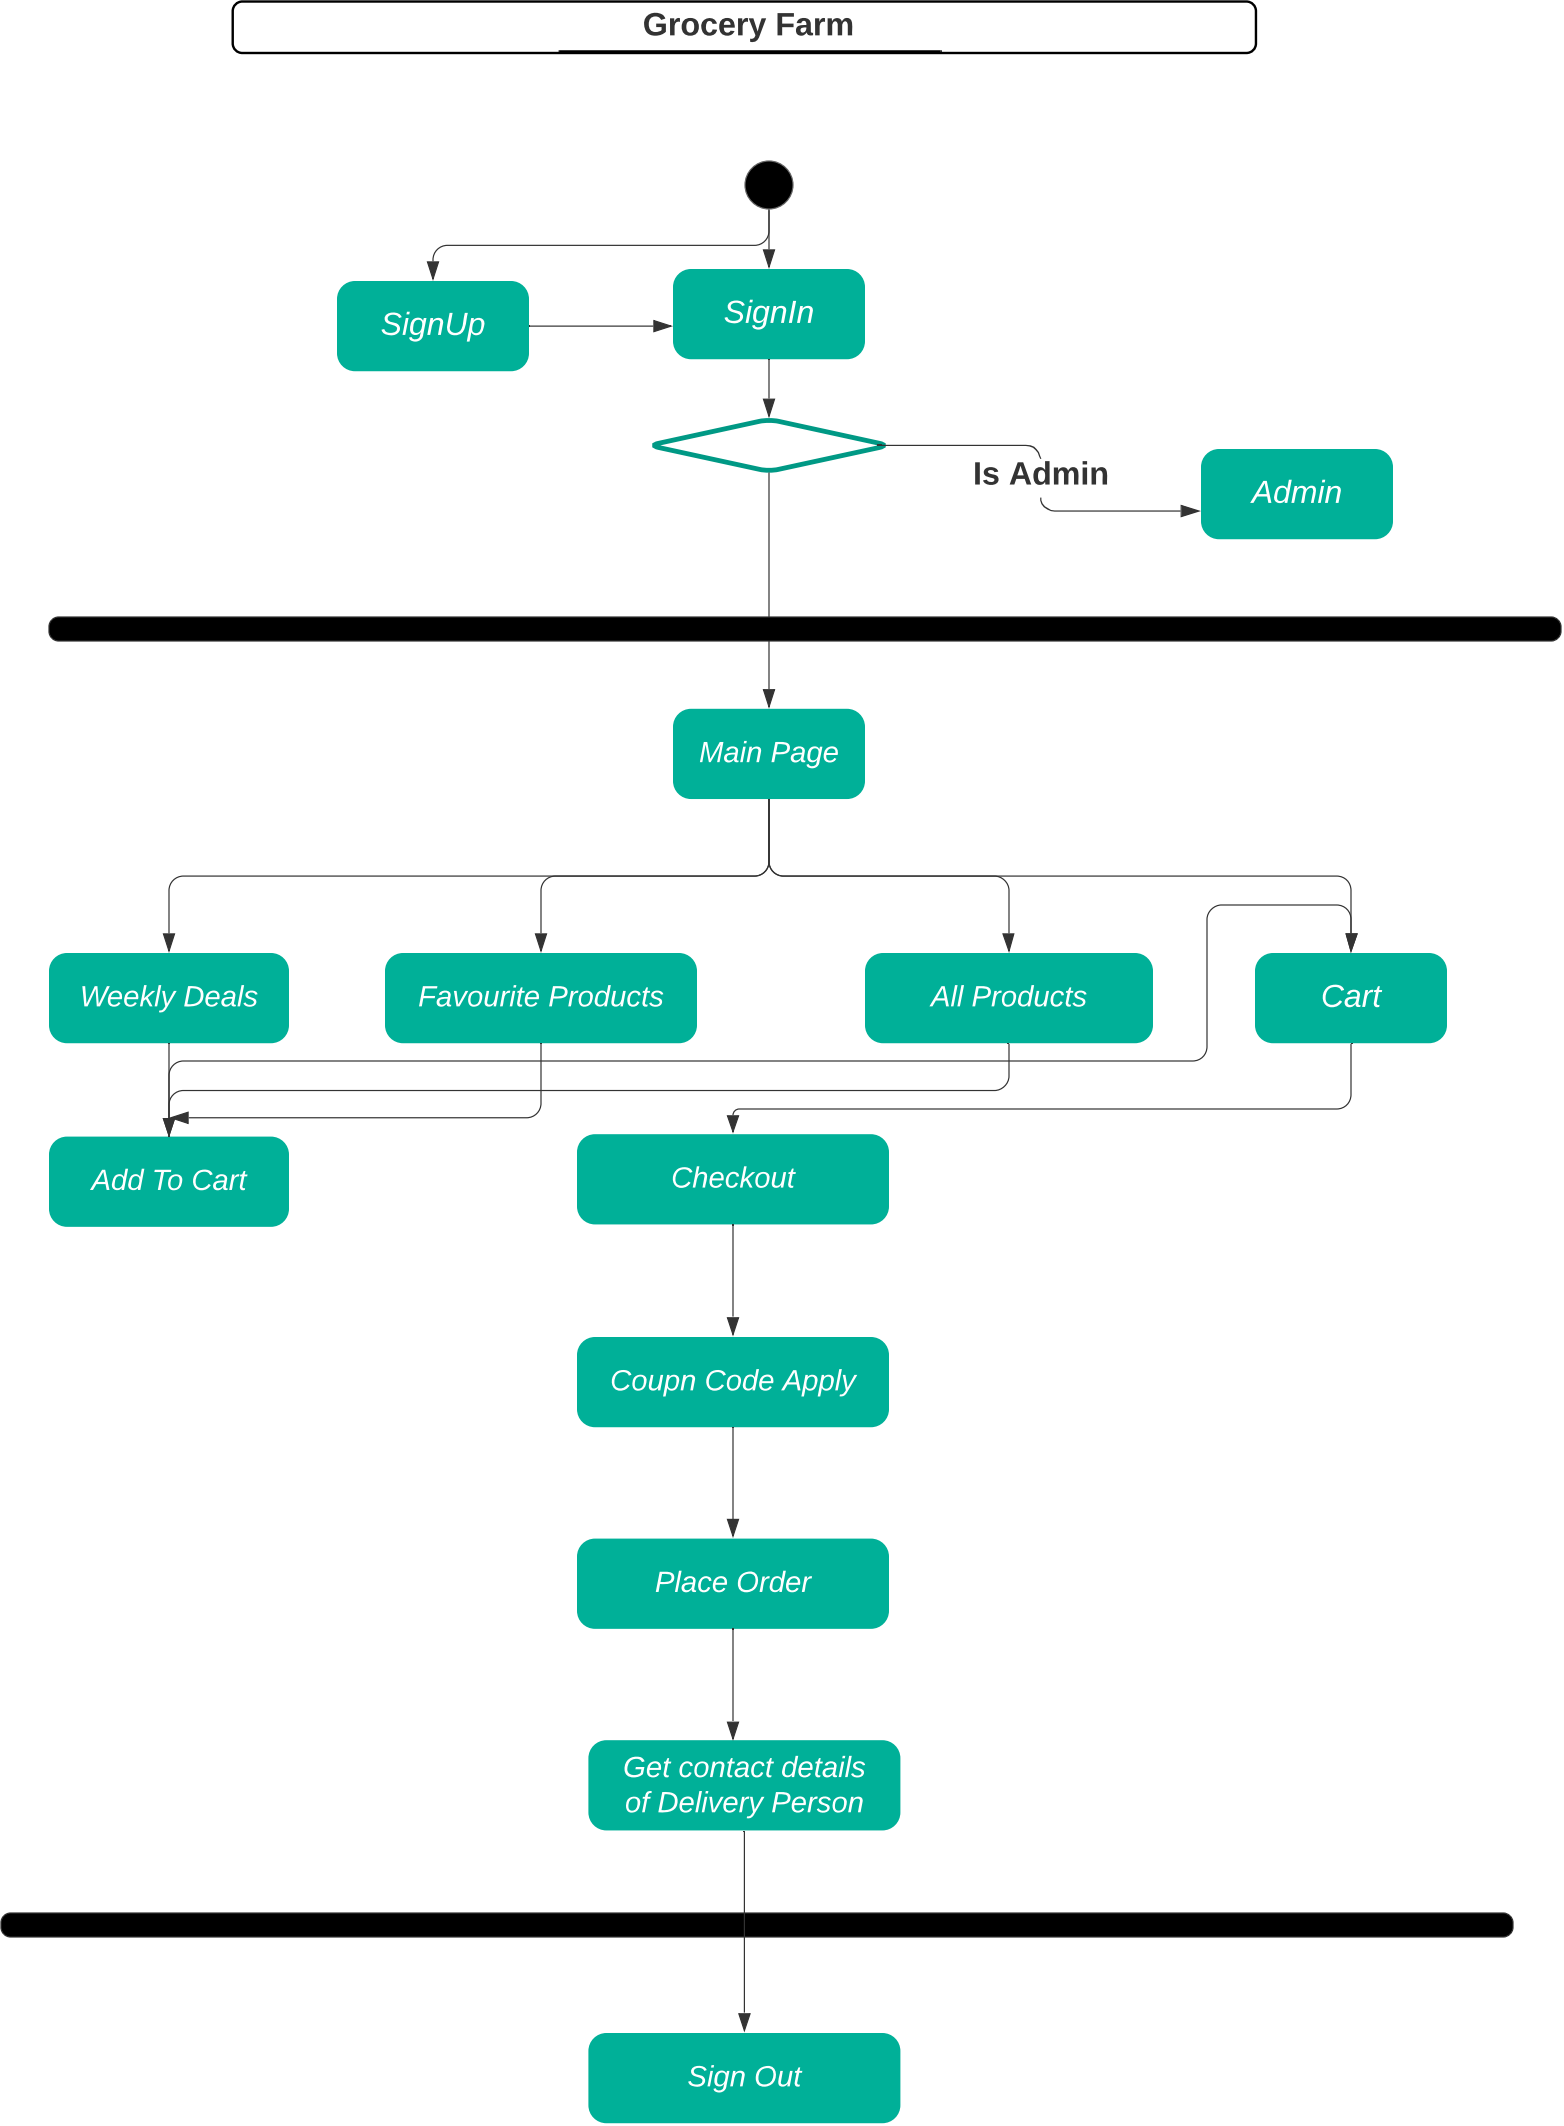 Grocery Farm
SignUp
SignIn
Is Admin
Admin
Main Page
Weekly Deals
Favourite Products
All Products
Cart
Add To Cart
Checkout
Coupn Code Apply
Place Order
Get contact details
of Delivery Person
Sign Out